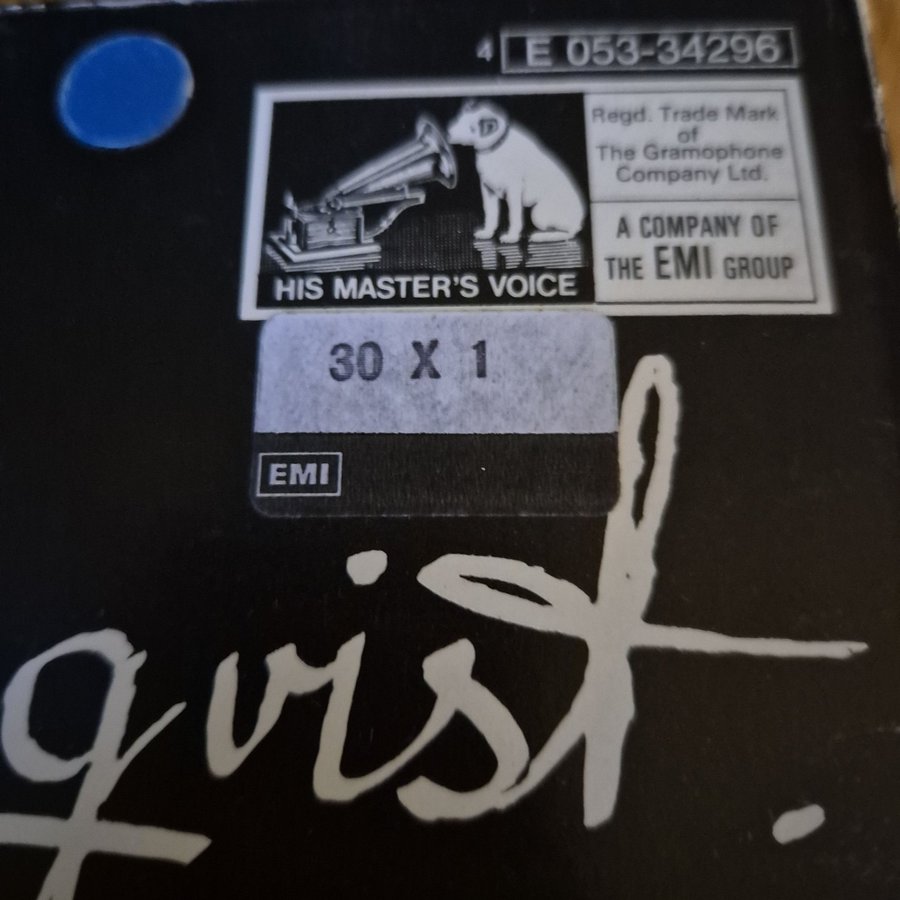 4 E 053-34296
Regd. Trade Mark
of
The Gramophone
Company Ltd.
A COMPANY OF
THE EMI GROUP
HIS MASTER'S VOICE
30 X 1
EMI
qvist.